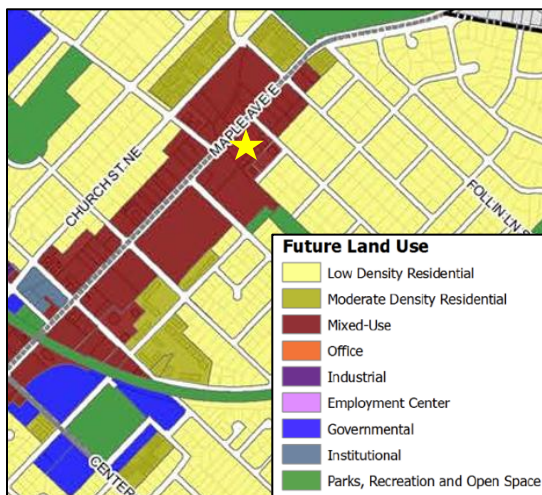 MAPLE AVE E
CHURCH ST NE
FOLLIN LN S
Future Land Use
Low Density Residential
Moderate Density Residential
Mixed-Use
Office
Industrial
Employment Center
Governmental
Institutional
Parks, Recreation and Open Space
CENTER